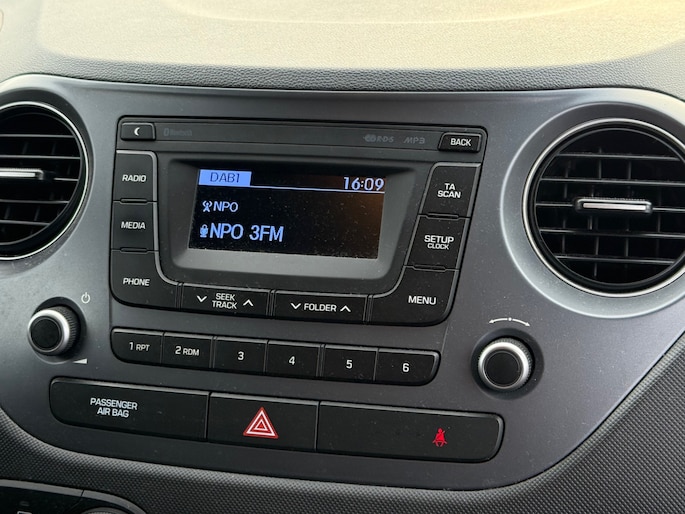 Bluetooth
RDS
MP3
BACK
RADIO
DAB1
16:09
TA
SCAN
NPO
MEDIA
NPO 3FM
SETUP
CLOCK
PHONE
SEEK
TRACK
FOLDER
MENU
1 RPT
2 RDM
3
4
5
6
PASSENGER
AIR BAG